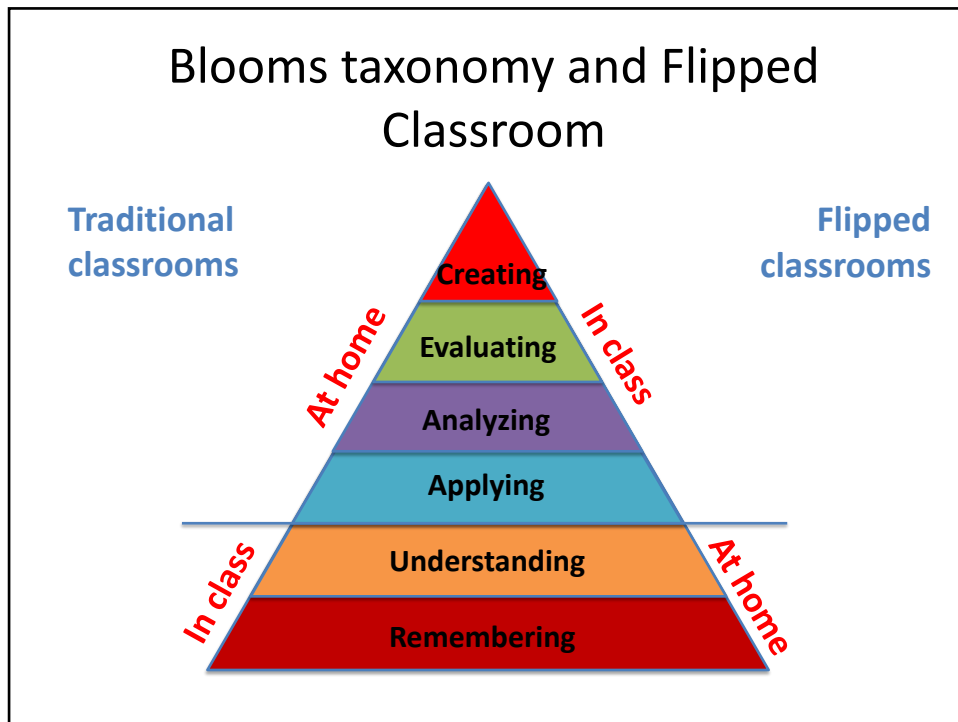 Blooms taxonomy and Flipped
Classroom
Traditional
classrooms
Flipped
classrooms
Creating
At home
In class
Evaluating
Analyzing
Applying
In class
Understanding
At home
Remembering